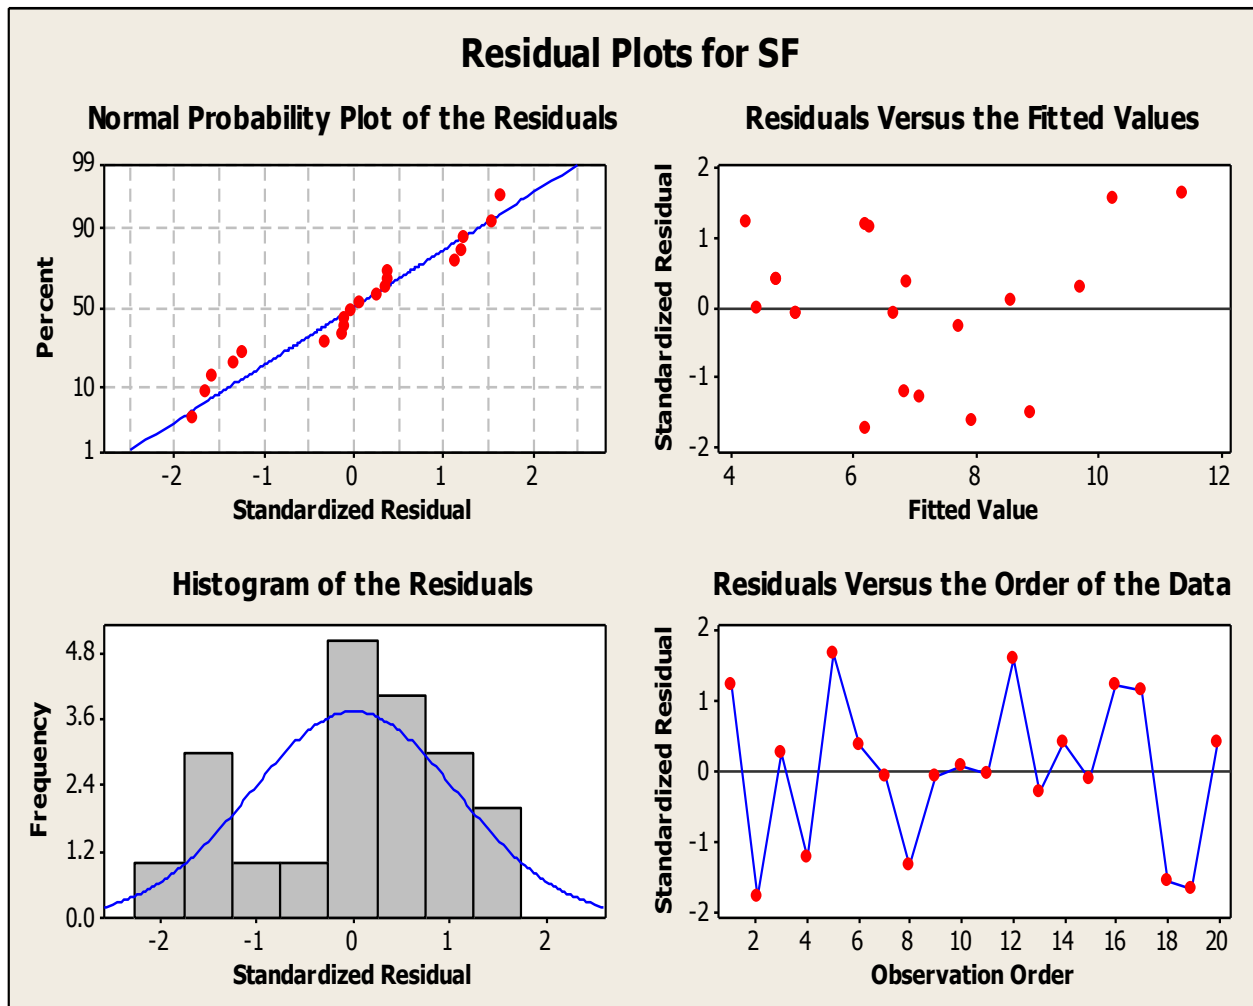 Residual Plots for SF
Normal Probability Plot of the Residuals
99
90
50
10
1
Percent
-2 -1 0 1 2
Standardized Residual
Residuals Versus the Fitted Values
2
1
0
-1
-2
Standardized Residual
4 6 8 10 12
Fitted Value
Histogram of the Residuals
4.8
3.6
2.4
1.2
0.0
Frequency
-2 -1 0 1 2
Standardized Residual
Residuals Versus the Order of the Data
2
1
0
-1
-2
Standardized Residual
2 4 6 8 10 12 14 16 18 20
Observation Order